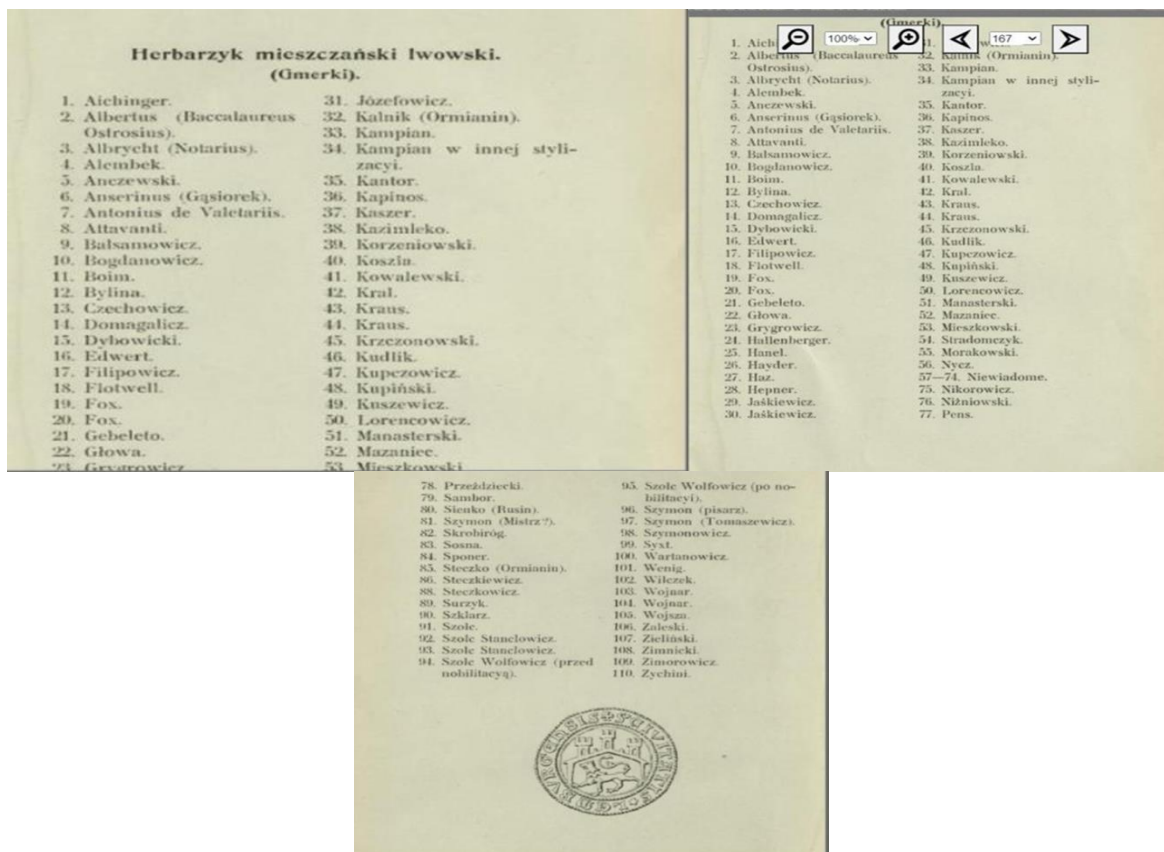 Herbarzyk mieszczański lwowski.
(Gmerki).
1. Aichinger.
2. Albertus (Baccalaureus
Ostrosius).
3. Albrycht (Notarius).
4. Alembek.
5. Anczewski.
6. Anserinus (Gąsiorek).
7. Antonius de Valetariis.
8. Attavanti.
9. Balsamowicz.
10. Bogdanowicz.
11. Boim.
12. Bylina.
13. Czechowicz.
14. Domagalicz.
15. Dybowicki.
16. Edwert.
17. Filipowicz.
18. Flotwell.
19. Fox.
20. Fox.
21. Gebeleto.
22. Głowa.
23. Grygrowicz
31. Józefowicz.
32. Kalnik (Ormianin).
33. Kampian.
34. Kampian w innej styli-
zacyi.
35. Kantor.
36. Kapinos.
37. Kaszer.
38. Kazimleko.
39. Korzeniowski.
40. Koszla.
41. Kowalewski.
42. Kral.
43. Kraus.
44. Kraus.
45. Krzczonowski.
46. Kudlik.
47. Kupczowicz.
48. Kupiński.
49. Kuszewicz.
50. Lorencowicz.
51. Manasterski.
52. Mazaniec.
53. Mieszkowski
(Gmerki).
100%
167
1. Aich
2. Albertus (Baccalaureus
Ostrosius).
3. Albrycht (Notarius).
4. Alembek.
5. Anczewski.
6. Anserinus (Gąsiorek).
7. Antonius de Valetariis.
8. Attavanti.
9. Balsamowicz.
10. Bogdanowicz.
11. Boim.
12. Bylina.
13. Czechowicz.
14. Domagalicz.
15. Dybowicki.
16. Edwert.
17. Filipowicz.
18. Flotwell.
19. Fox.
20. Fox.
21. Gebeleto.
22. Głowa.
23. Grygrowicz.
24. Hallenberger.
25. Hanel.
26. Hayder.
27. Haz.
28. Hepner.
29. Jaśkiewicz.
30. Jaśkiewicz.
32. Kalnik (Ormianin).
33. Kampian.
34. Kampian w innej styli-
zacyi.
35. Kantor.
36. Kapinos.
37. Kaszer.
38. Kazimleko.
39. Korzeniowski.
40. Koszla.
41. Kowalewski.
42. Kral.
43. Kraus.
44. Kraus.
45. Krzczonowski.
46. Kudlik.
47. Kupczowicz.
48. Kupiński.
49. Kuszewicz.
50. Lorencowicz.
51. Manasterski.
52. Mazaniec.
53. Mieszkowski.
54. Stradomczyk.
55. Morakowski.
56. Nycz.
57—74. Niewiadome.
75. Nikorowicz.
76. Niżniowski.
77. Pens.
78. Przeździecki.
79. Sambor.
80. Sienko (Rusin).
81. Szymon (Mistrz?).
82. Skrobiróg.
83. Sosna.
84. Sponer.
85. Steczko (Ormianin).
86. Steczkiewicz.
88. Steczkowicz.
89. Surzyk.
90. Szklarz.
91. Szolc.
92. Szolc Stanclowicz.
93. Szolc Stanclowicz.
94. Szolc Wolfowicz (przed
nobilitacyą).
95. Szolc Wolfowicz (po no-
bilitacyi).
96. Szymon (pisarz).
97. Szymon (Tomaszewicz).
98. Szymonowicz.
99. Syxt.
100. Wartanowicz.
101. Wenig.
102. Wilczek.
103. Wojnar.
104. Wojnar.
105. Wojsza.
106. Zaleski.
107. Zieliński.
108. Zimnicki.
109. Zimorowicz.
110. Zychini.